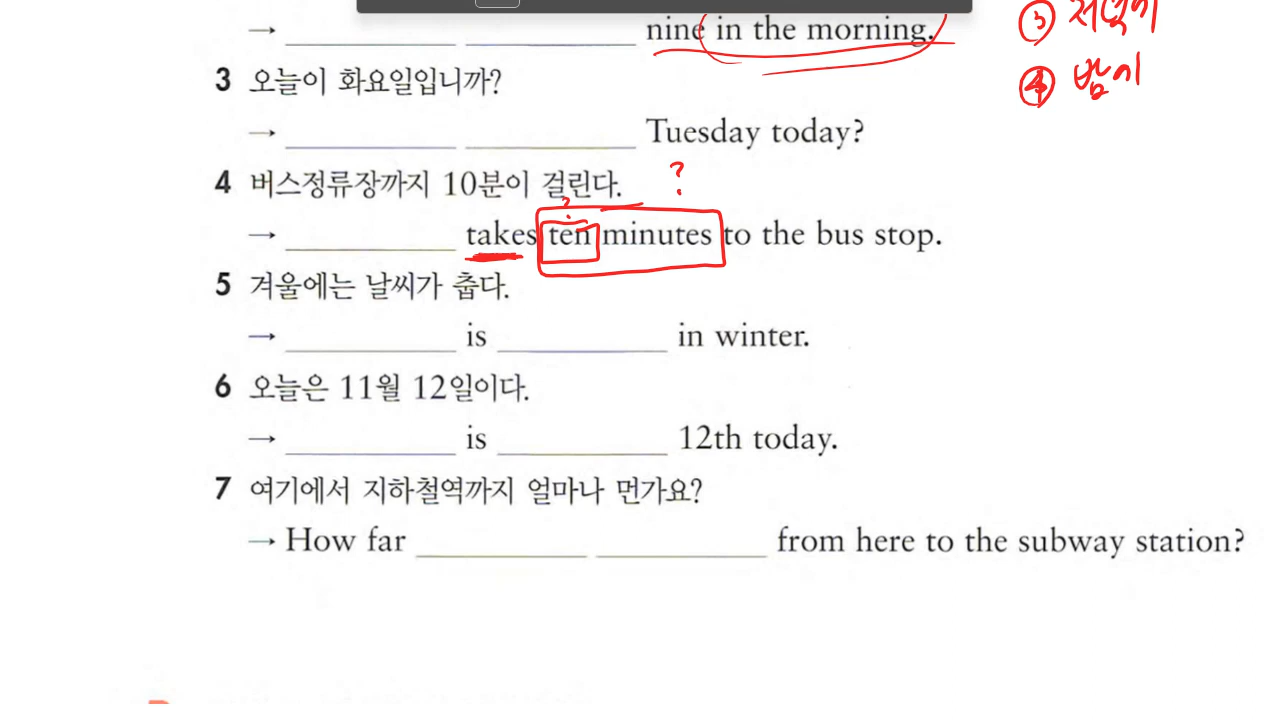 → nine in the morning.
③ 저녁에
④ 밤에
3 오늘이 화요일입니까?
→ Tuesday today?
4 버스정류장까지 10분이 걸린다. ?
?
→ takes ten minutes to the bus stop.
5 겨울에는 날씨가 춥다.
→ is in winter.
6 오늘은 11월 12일이다.
→ is 12th today.
7 여기에서 지하철역까지 얼마나 먼가요?
→ How far from here to the subway station?